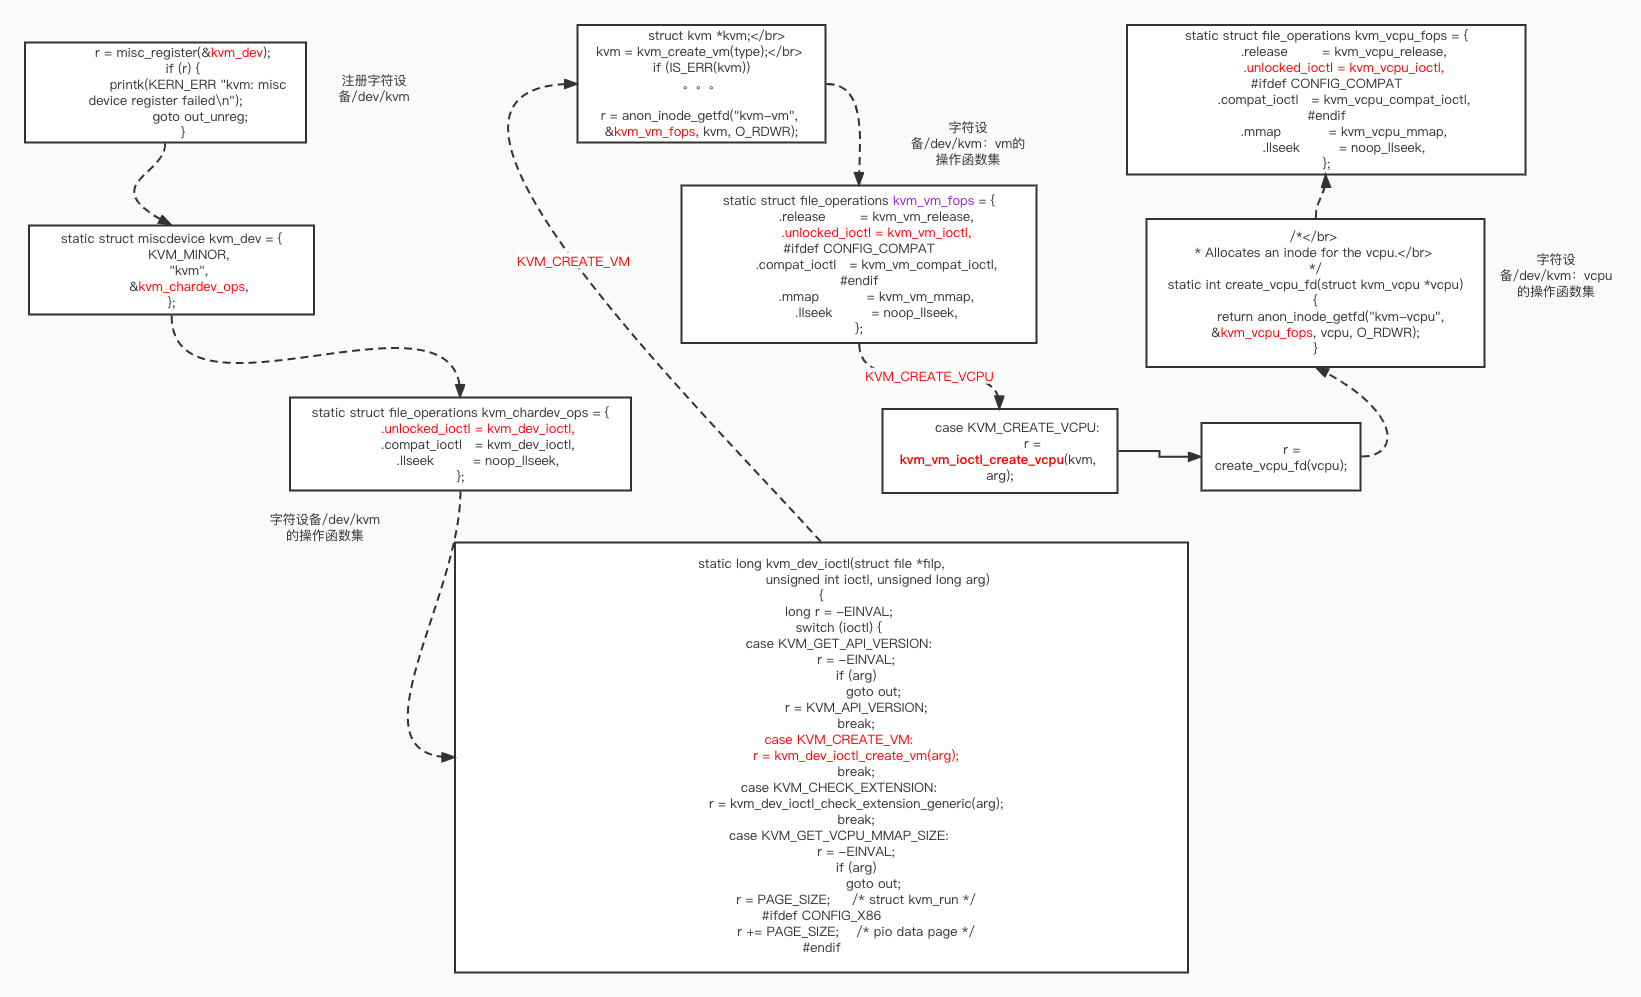 r = misc_register(&kvm_dev);
if (r) {
printk(KERN_ERR "kvm: misc
device register failed\n");
goto out_unreg;
}
注册字符设
备/dev/kvm
static struct miscdevice kvm_dev = {
KVM_MINOR,
"kvm",
&kvm_chardev_ops,
};
static struct file_operations kvm_chardev_ops = {
.unlocked_ioctl = kvm_dev_ioctl,
.compat_ioctl = kvm_dev_ioctl,
.llseek = noop_llseek,
};
字符设备/dev/kvm
的操作函数集
static long kvm_dev_ioctl(struct file *filp,
unsigned int ioctl, unsigned long arg)
{
long r = -EINVAL;
switch (ioctl) {
case KVM_GET_API_VERSION:
r = -EINVAL;
if (arg)
goto out;
r = KVM_API_VERSION;
break;
case KVM_CREATE_VM:
r = kvm_dev_ioctl_create_vm(arg);
break;
case KVM_CHECK_EXTENSION:
r = kvm_dev_ioctl_check_extension_generic(arg);
break;
case KVM_GET_VCPU_MMAP_SIZE:
r = -EINVAL;
if (arg)
goto out;
r = PAGE_SIZE; /* struct kvm_run */
#ifdef CONFIG_X86
r += PAGE_SIZE; /* pio data page */
#endif
KVM_CREATE_VM
struct kvm *kvm;</br>
kvm = kvm_create_vm(type);</br>
if (IS_ERR(kvm))
。。。
r = anon_inode_getfd("kvm-vm",
&kvm_vm_fops, kvm, O_RDWR);
字符设
备/dev/kvm：vm的
操作函数集
static struct file_operations kvm_vm_fops = {
.release = kvm_vm_release,
.unlocked_ioctl = kvm_vm_ioctl,
#ifdef CONFIG_COMPAT
.compat_ioctl = kvm_vm_compat_ioctl,
#endif
.mmap = kvm_vm_mmap,
.llseek = noop_llseek,
};
KVM_CREATE_VCPU
case KVM_CREATE_VCPU:
r =
kvm_vm_ioctl_create_vcpu(kvm,
arg);
r =
create_vcpu_fd(vcpu);
/*</br>
* Allocates an inode for the vcpu.</br>
*/
static int create_vcpu_fd(struct kvm_vcpu *vcpu)
{
return anon_inode_getfd("kvm-vcpu",
&kvm_vcpu_fops, vcpu, O_RDWR);
}
字符设
备/dev/kvm：vcpu
的操作函数集
static struct file_operations kvm_vcpu_fops = {
.release = kvm_vcpu_release,
.unlocked_ioctl = kvm_vcpu_ioctl,
#ifdef CONFIG_COMPAT
.compat_ioctl = kvm_vcpu_compat_ioctl,
#endif
.mmap = kvm_vcpu_mmap,
.llseek = noop_llseek,
};